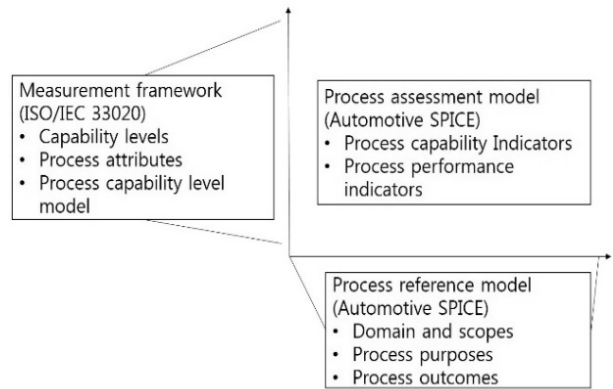 Measurement framework
(ISO/IEC 33020)
• Capability levels
• Process attributes
• Process capability level
model
Process assessment model
(Automotive SPICE)
• Process capability Indicators
• Process performance
indicators
Process reference model
(Automotive SPICE)
• Domain and scopes
• Process purposes
• Process outcomes